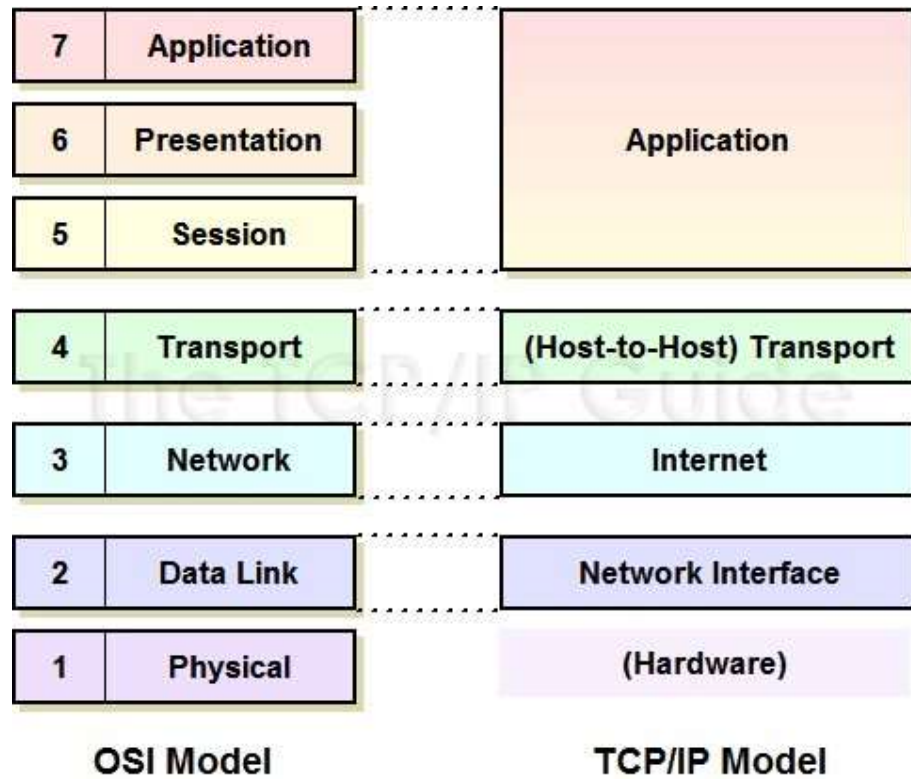 7 Application
6 Presentation
Application
5 Session
4 Transport
(Host-to-Host) Transport
The TCP/IP Guide
3 Network
Internet
2 Data Link
Network Interface
1 Physical
(Hardware)
OSI Model
TCP/IP Model